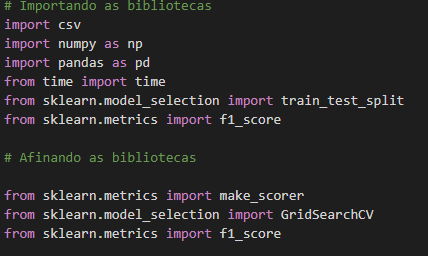 # Importando as bibliotecas
import csv
import numpy as np
import pandas as pd
from time import time
from sklearn.model_selection import train_test_split
from sklearn.metrics import f1_score
# Afinando as bibliotecas
from sklearn.metrics import make_scorer
from sklearn.model_selection import GridSearchCV
from sklearn.metrics import f1_score